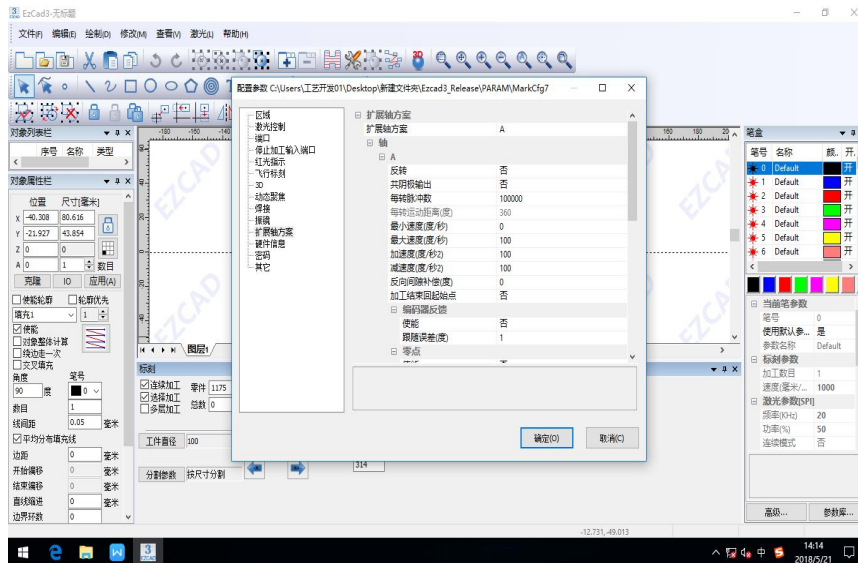 EzCad3-无标题
文件(F) 编辑(E) 绘制(D) 修改(M) 查看(V) 激光(L) 帮助(H)
3D
配置参数 C:\Users\工艺开发01\Desktop\新建文件夹\Ezcad3_Release\PARAM\MarkCfg7
对象列表栏
序号 名称 类型
对象属性栏
位置 尺寸[毫米]
X -40.308 80.616
Y -21.927 43.854
Z 0 0
A 0 1 数目
克隆 IO 应用(A)
使能轮廓 轮廓优先
填充1 1
使能
对象整体计算
绕边走一次
交叉填充
角度 笔号
90 度 0
数目 1
线间距 0.05 毫米
平均分布填充线
边距 0 毫米
开始偏移 0 毫米
结束偏移 0 毫米
直线缩进 0 毫米
边界环数 0
-180 -160 -140
160 180 20
EZCAD
图层1
标刻
连续加工 零件 1175
选择加工 总数 0
多层加工
工件直径 100
分割参数 按尺寸分割
314
区域
激光控制
端口
停止加工输入端口
红光指示
飞行标刻
3D
动态聚焦
焊接
振镜
扩展轴方案
硬件信息
密码
其它
扩展轴方案
扩展轴方案 A
轴
A
反转 否
共阴极输出 否
每转脉冲数 100000
每转运动距离(度) 360
最小速度(度/秒) 0
最大速度(度/秒) 100
加速度(度/秒2) 100
减速度(度/秒2) 100
反向间隙补偿(度) 0
加工结束回起始点 否
编码器反馈
使能 否
跟随误差(度) 1
零点
确定(O) 取消(C)
笔盒
笔号 名称 颜.. 开.
0 Default 开
1 Default 开
2 Default 开
3 Default 开
4 Default 开
5 Default 开
6 Default 开
当前笔参数
笔号 0
使用默认参... 是
参数名称 Default
标刻参数
加工数目 1
速度(毫米/... 1000
激光参数[SPI]
频率(KHz) 20
功率(%) 50
连续模式 否
高级... 参数库...
-12.731,-49.013
中
14:14
2018/5/21